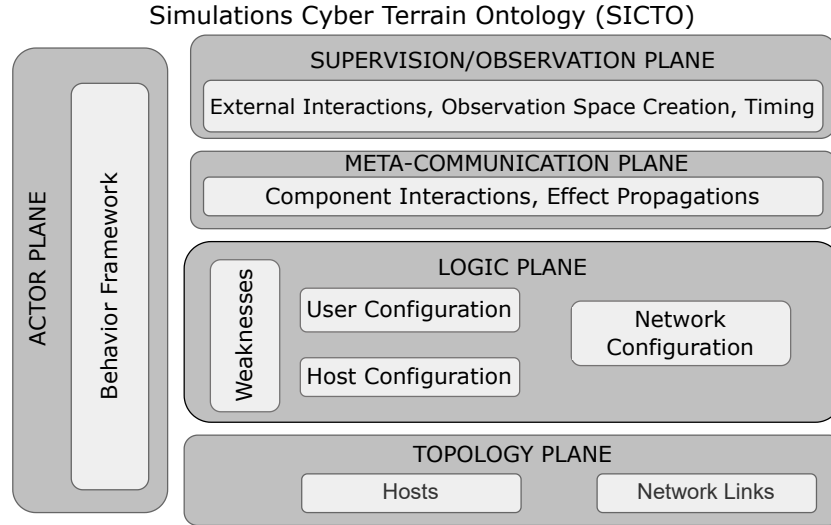 Simulations Cyber Terrain Ontology (SICTO)
ACTOR PLANE
Behavior Framework
SUPERVISION/OBSERVATION PLANE
External Interactions, Observation Space Creation, Timing
META-COMMUNICATION PLANE
Component Interactions, Effect Propagations
LOGIC PLANE
Weaknesses
User Configuration
Host Configuration
Network
Configuration
TOPOLOGY PLANE
Hosts
Network Links